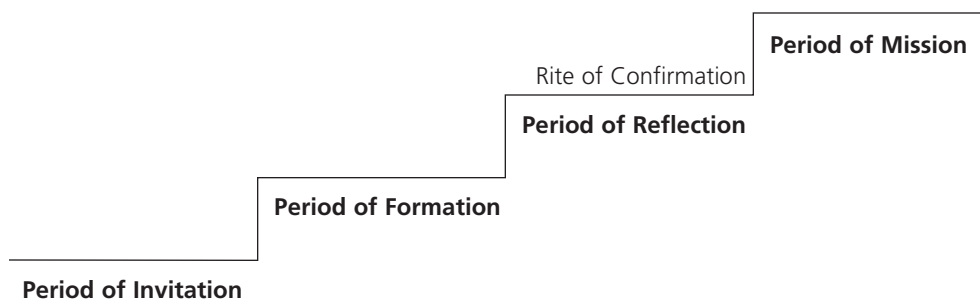 Period of Mission
Rite of Confirmation
Period of Reflection
Period of Formation
Period of Invitation